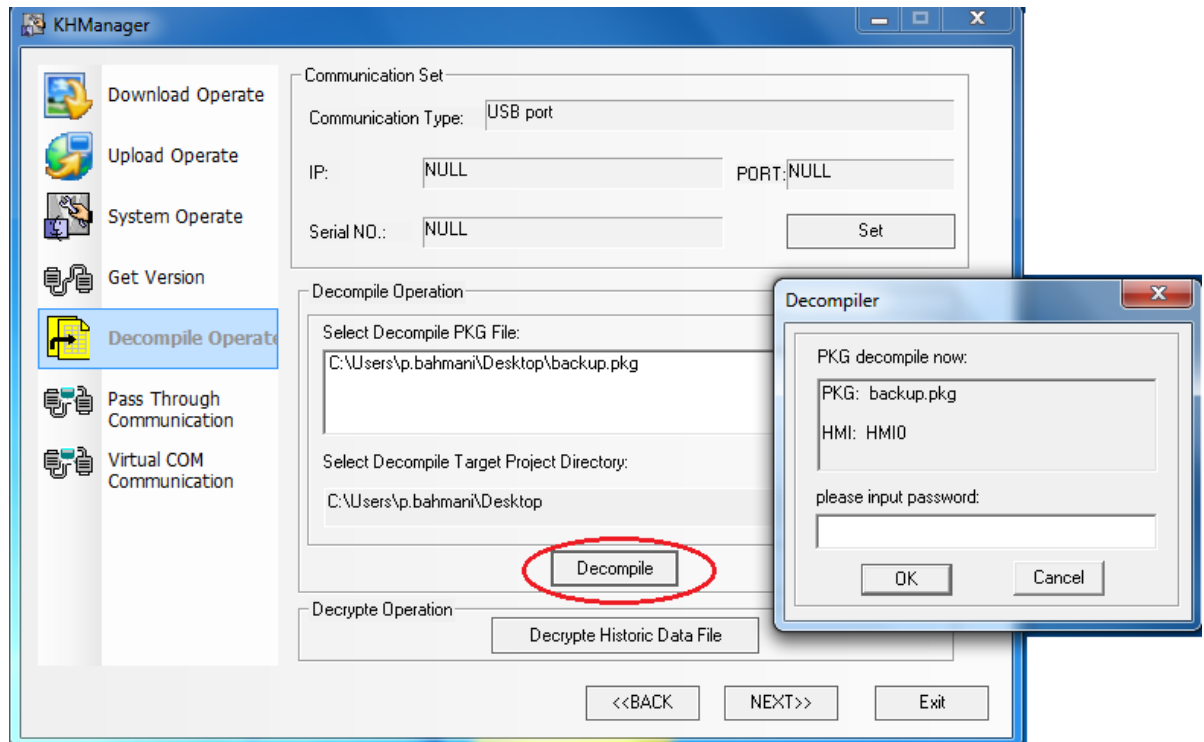 KHManager
Download Operate
Upload Operate
System Operate
Get Version
Decompile Operate
Pass Through
Communication
Virtual COM
Communication
Communication Set
Communication Type: USB port
IP: NULL PORT: NULL
Serial NO.: NULL Set
Decompile Operation
Select Decompile PKG File:
C:\Users\p.bahmani\Desktop\backup.pkg
Select Decompile Target Project Directory:
C:\Users\p.bahmani\Desktop
Decompile
Decrypte Operation
Decrypte Historic Data File
<<BACK NEXT>> Exit
Decompiler
PKG decompile now:
PKG: backup.pkg
HMI: HMI0
please input password:
OK Cancel